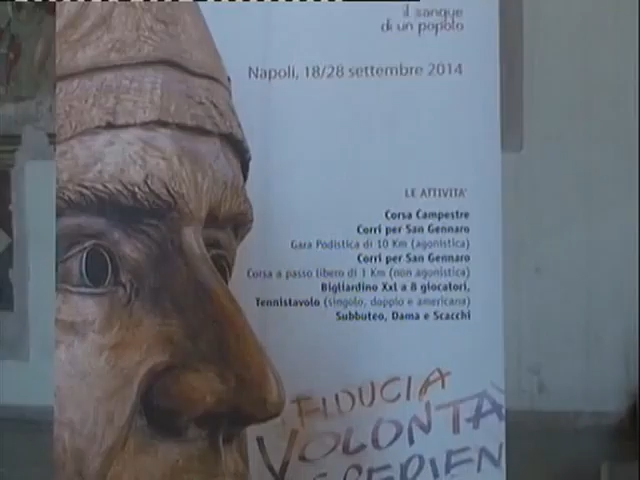 il sangue
di un popolo
Napoli, 18/28 settembre 2014
LE ATTIVITA'
Corsa Campestre
Corri per San Gennaro
Gara Podistica di 10 Km (agonistica)
Corri per San Gennaro
Corsa a passo libero di 1 Km (non agonistica)
Bigliardino Xxl a 8 giocatori,
Tennistavolo (singolo, doppio e americana)
Subbuteo, Dama e Scacchi
FIDUCIA
VOLONTÀ